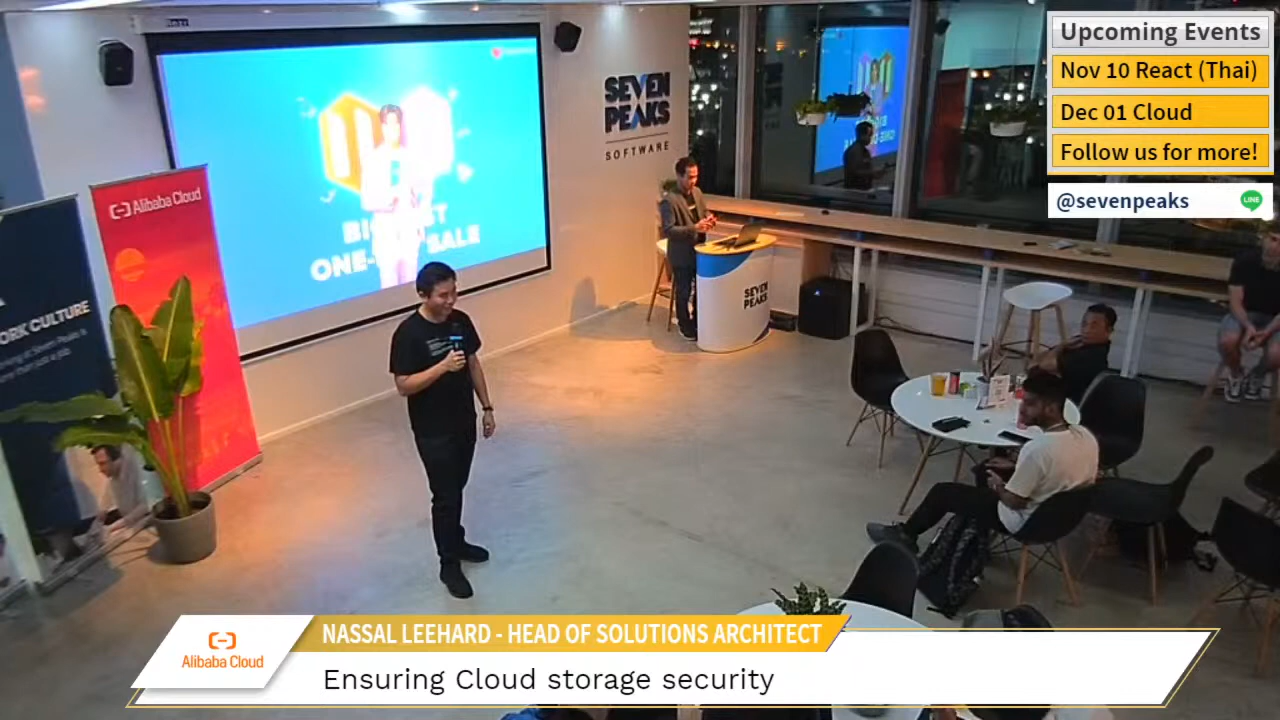 Upcoming Events
Nov 10 React (Thai)
Dec 01 Cloud
Follow us for more!
@sevenpeaks
LINE
SEVEN
PEAKS
SOFTWARE
Alibaba Cloud
ORK CULTURE
SALE
ONE-
SEVEN
PEAKS
NASSAL LEEHARD - HEAD OF SOLUTIONS ARCHITECT
Alibaba Cloud
Ensuring Cloud storage security